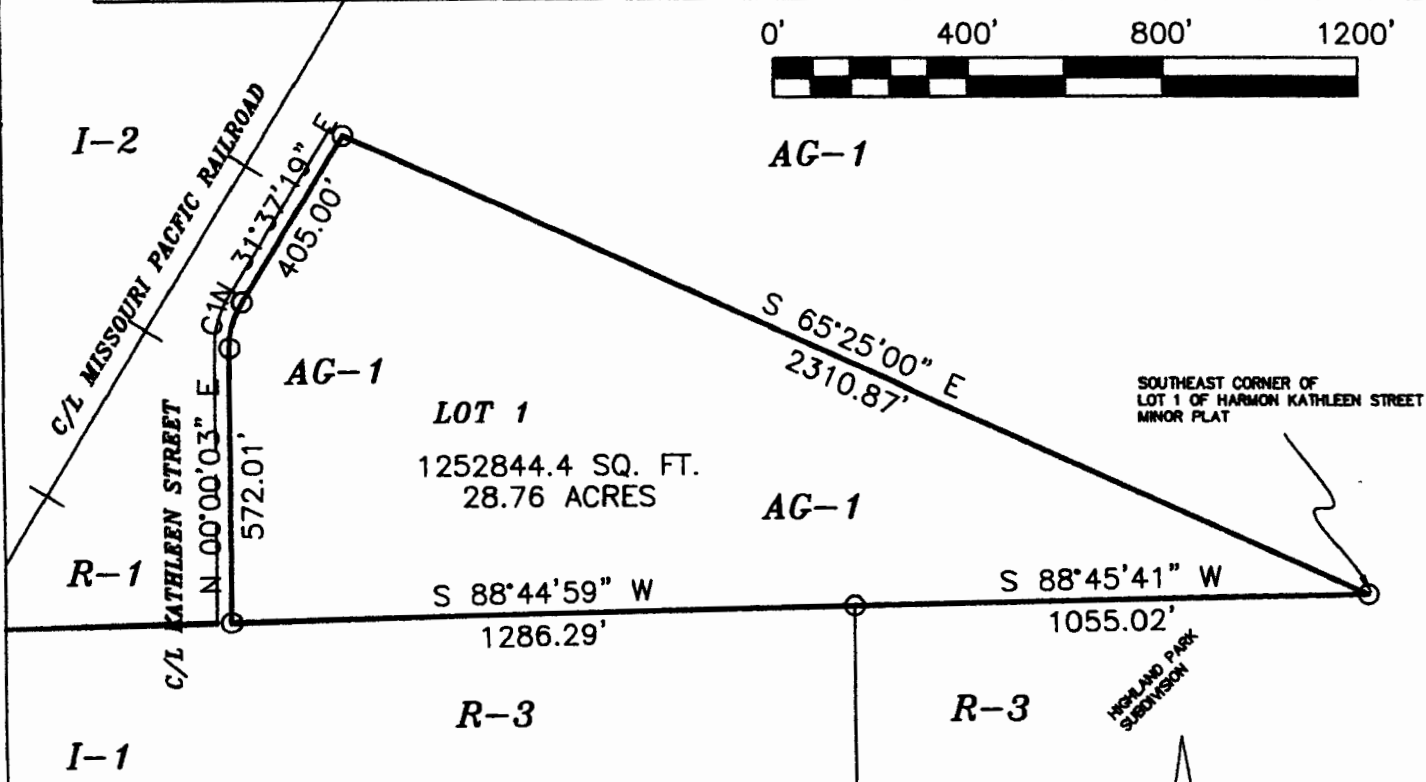 0' 400' 800' 1200'
I-2
AG-1
C/L MISSOURI PACFIC RAILROAD
N 31°37'19" E
405.00'
C1
S 65°25'00" E
2310.87'
AG-1
LOT 1
1252844.4 SQ. FT.
28.76 ACRES
AG-1
SOUTHEAST CORNER OF
LOT 1 OF HARMON KATHLEEN STREET
MINOR PLAT
C/L KATHLEEN STREET
N 00°00'03" E
572.01'
R-1
S 88°44'59" W
1286.29'
S 88°45'41" W
1055.02'
HIGHLAND PARK
SUBDIVISION
R-3
R-3
I-1